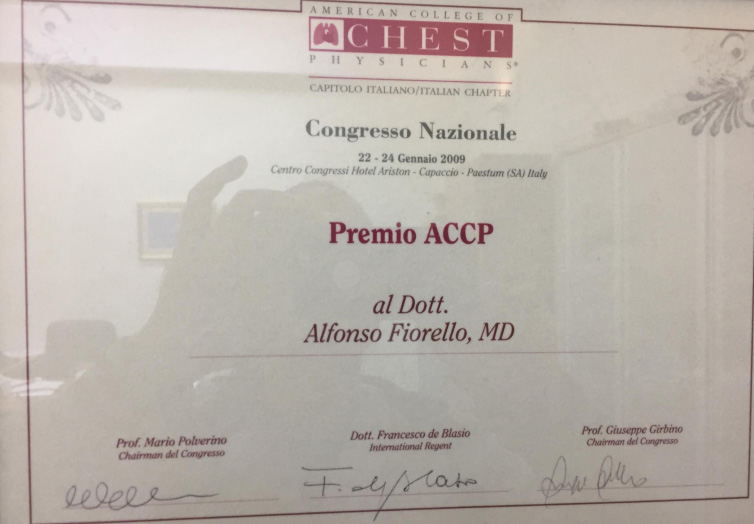 AMERICAN COLLEGE OF
CHEST
PHYSICIANS®
CAPITOLO ITALIANO/ITALIAN CHAPTER
Congresso Nazionale
22 - 24 Gennaio 2009
Centro Congressi Hotel Ariston - Capaccio - Paestum (SA) Italy
Premio ACCP
al Dott.
Alfonso Fiorello, MD
Prof. Mario Polverino
Chairman del Congresso
Dott. Francesco de Blasio
International Regent
Prof. Giuseppe Girbino
Chairman del Congresso
F. de Blasio